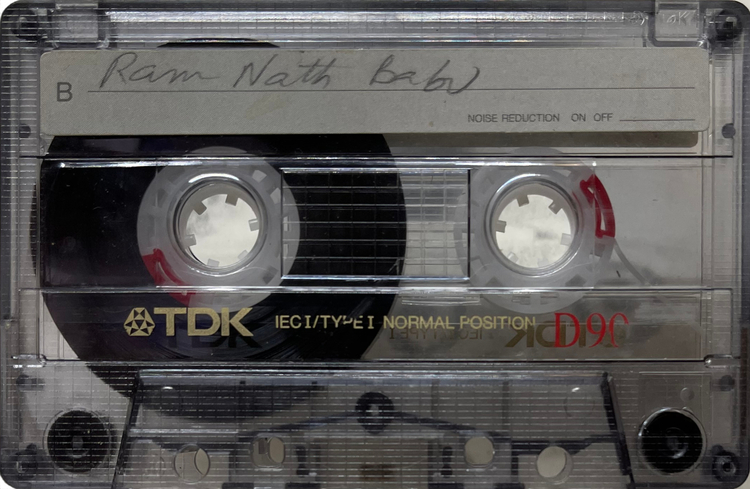 Ram Nath Babu
B
NOISE REDUCTION ON OFF
TDK IEC I/TYPE I NORMAL POSITION D90